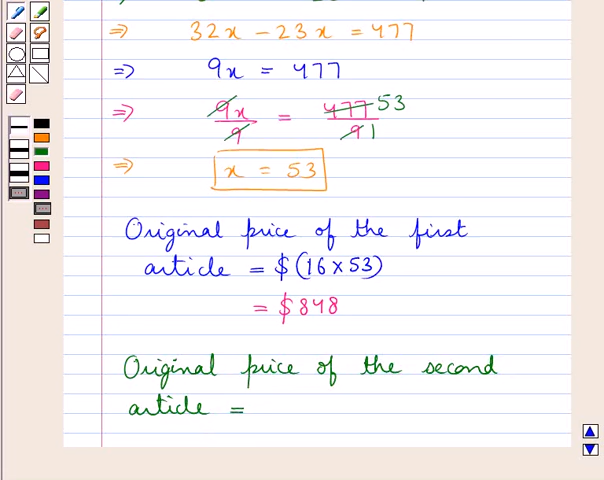 ⇒ 32x - 23x = 477
⇒ 9x = 477
⇒ 9x/9 = 477/9 53 1
⇒ x = 53
Original price of the first
article = $(16 × 53)
= $848
Original price of the second
article =